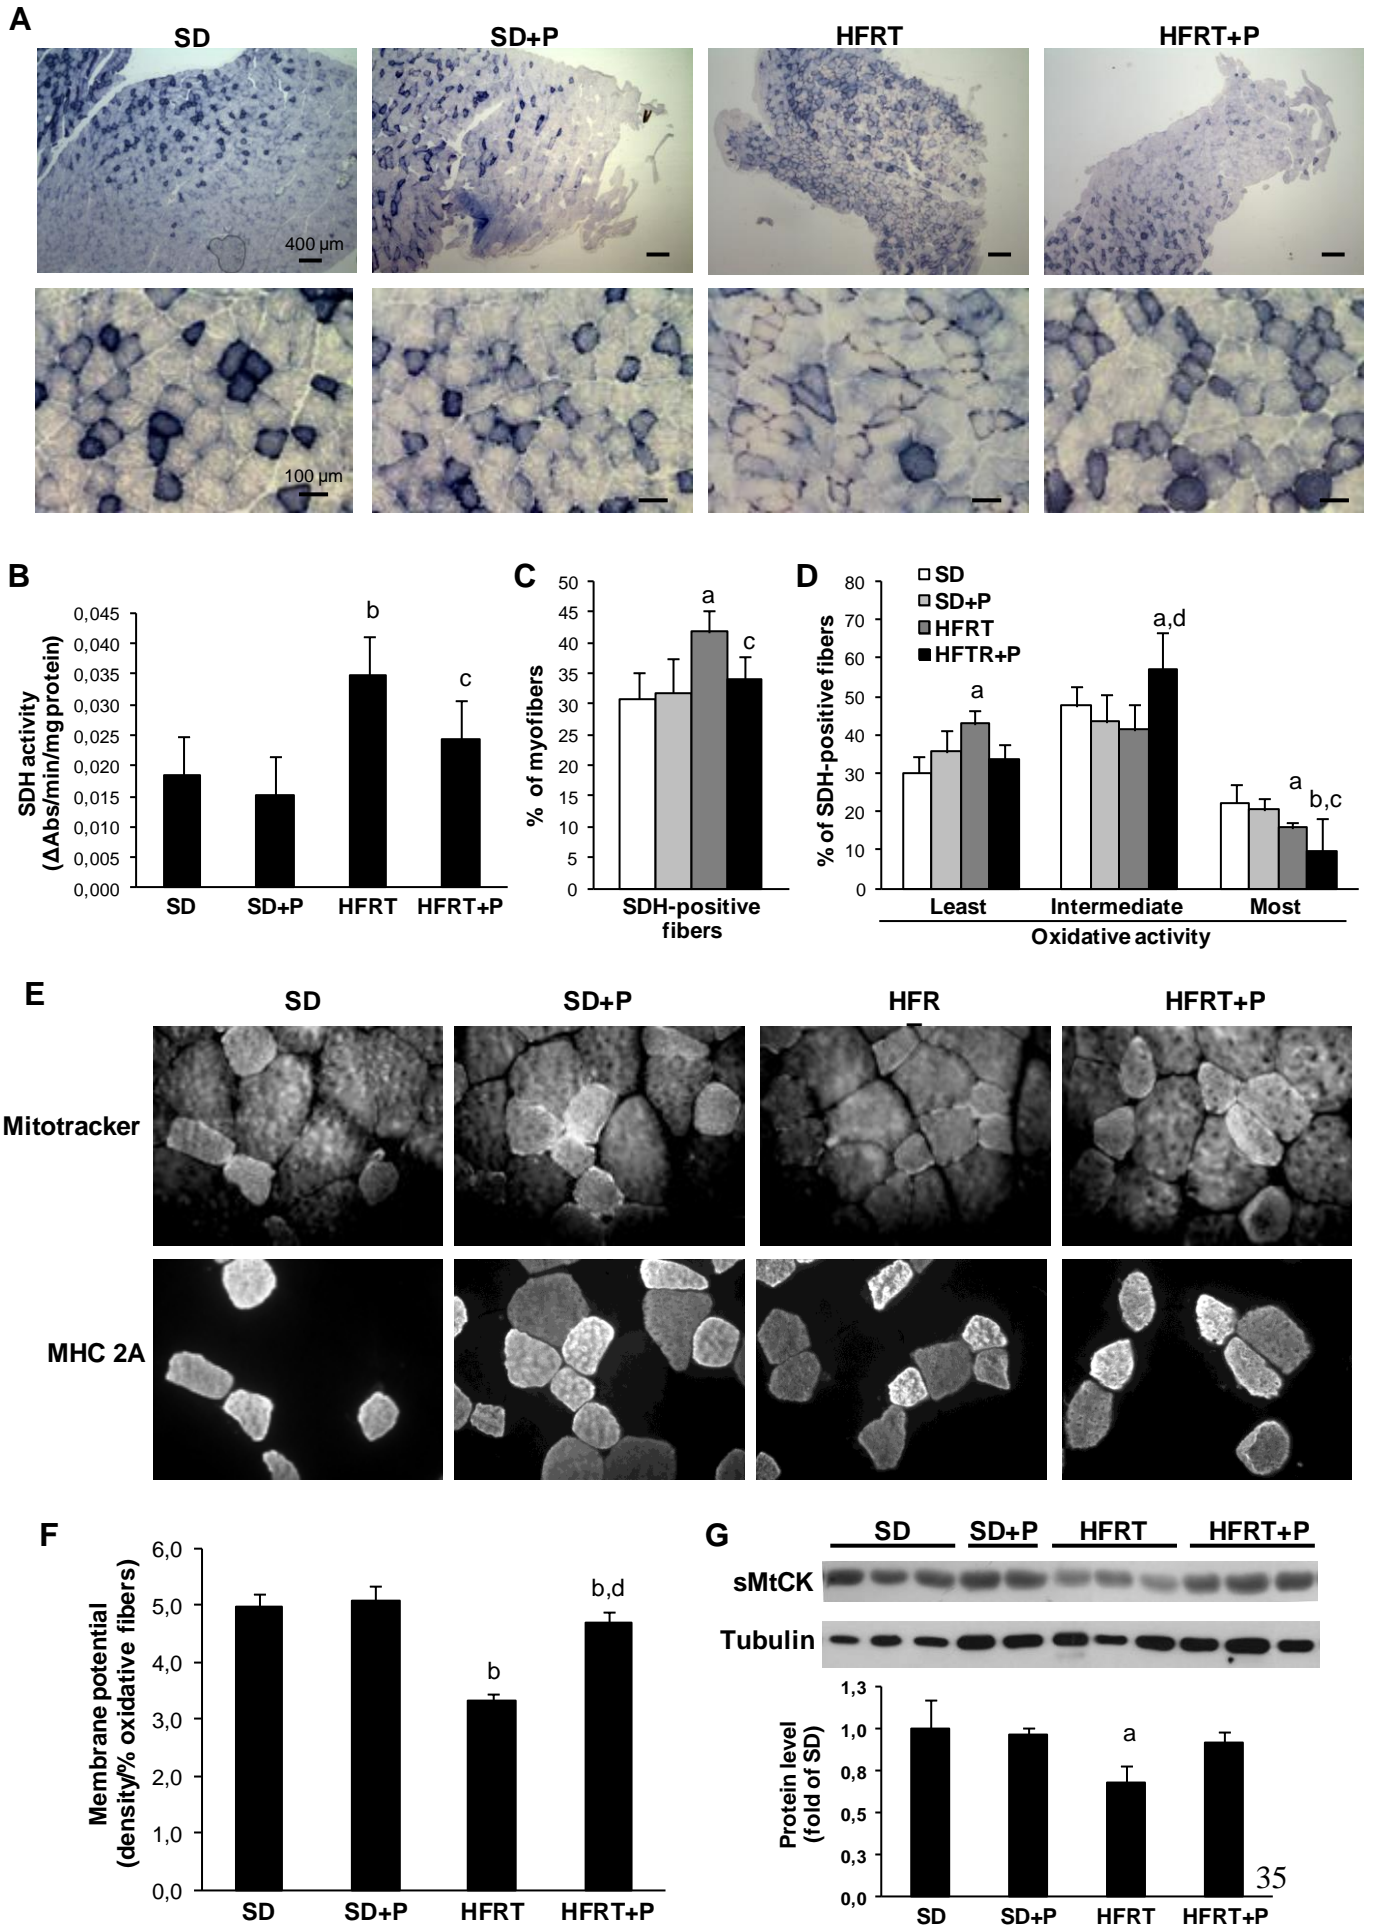 A
SD SD+P HFRT HFRT+P
400 µm
100 µm
B
SDH activity
(ΔAbs/min/mgprotein)
0,045
0,040
0,035
0,030
0,025
0,020
0,015
0,010
0,005
0,000
b
c
SD SD+P HFRT HFRT+P
C
% of myofibers
50
45
40
35
30
25
20
15
10
5
0
a
c
SDH-positive
fibers
D
% of SDH-positive fibers
80
70
60
50
40
30
20
10
0
SD
SD+P
HFRT
HFTR+P
a
a,d
a
b,c
Least Intermediate Most
Oxidative activity
E
SD SD+P HFR HFRT+P
Mitotracker
MHC 2A
F
Membrane potential
(density/% oxidative fibers)
6,0
5,0
4,0
3,0
2,0
1,0
0,0
b
b,d
SD SD+P HFRT HFRT+P
G
SD SD+P HFRT HFRT+P
sMtCK
Tubulin
Protein level
(fold of SD)
1,3
1,0
0,8
0,5
0,3
0,0
a
35
SD SD+P HFRT HFRT+P